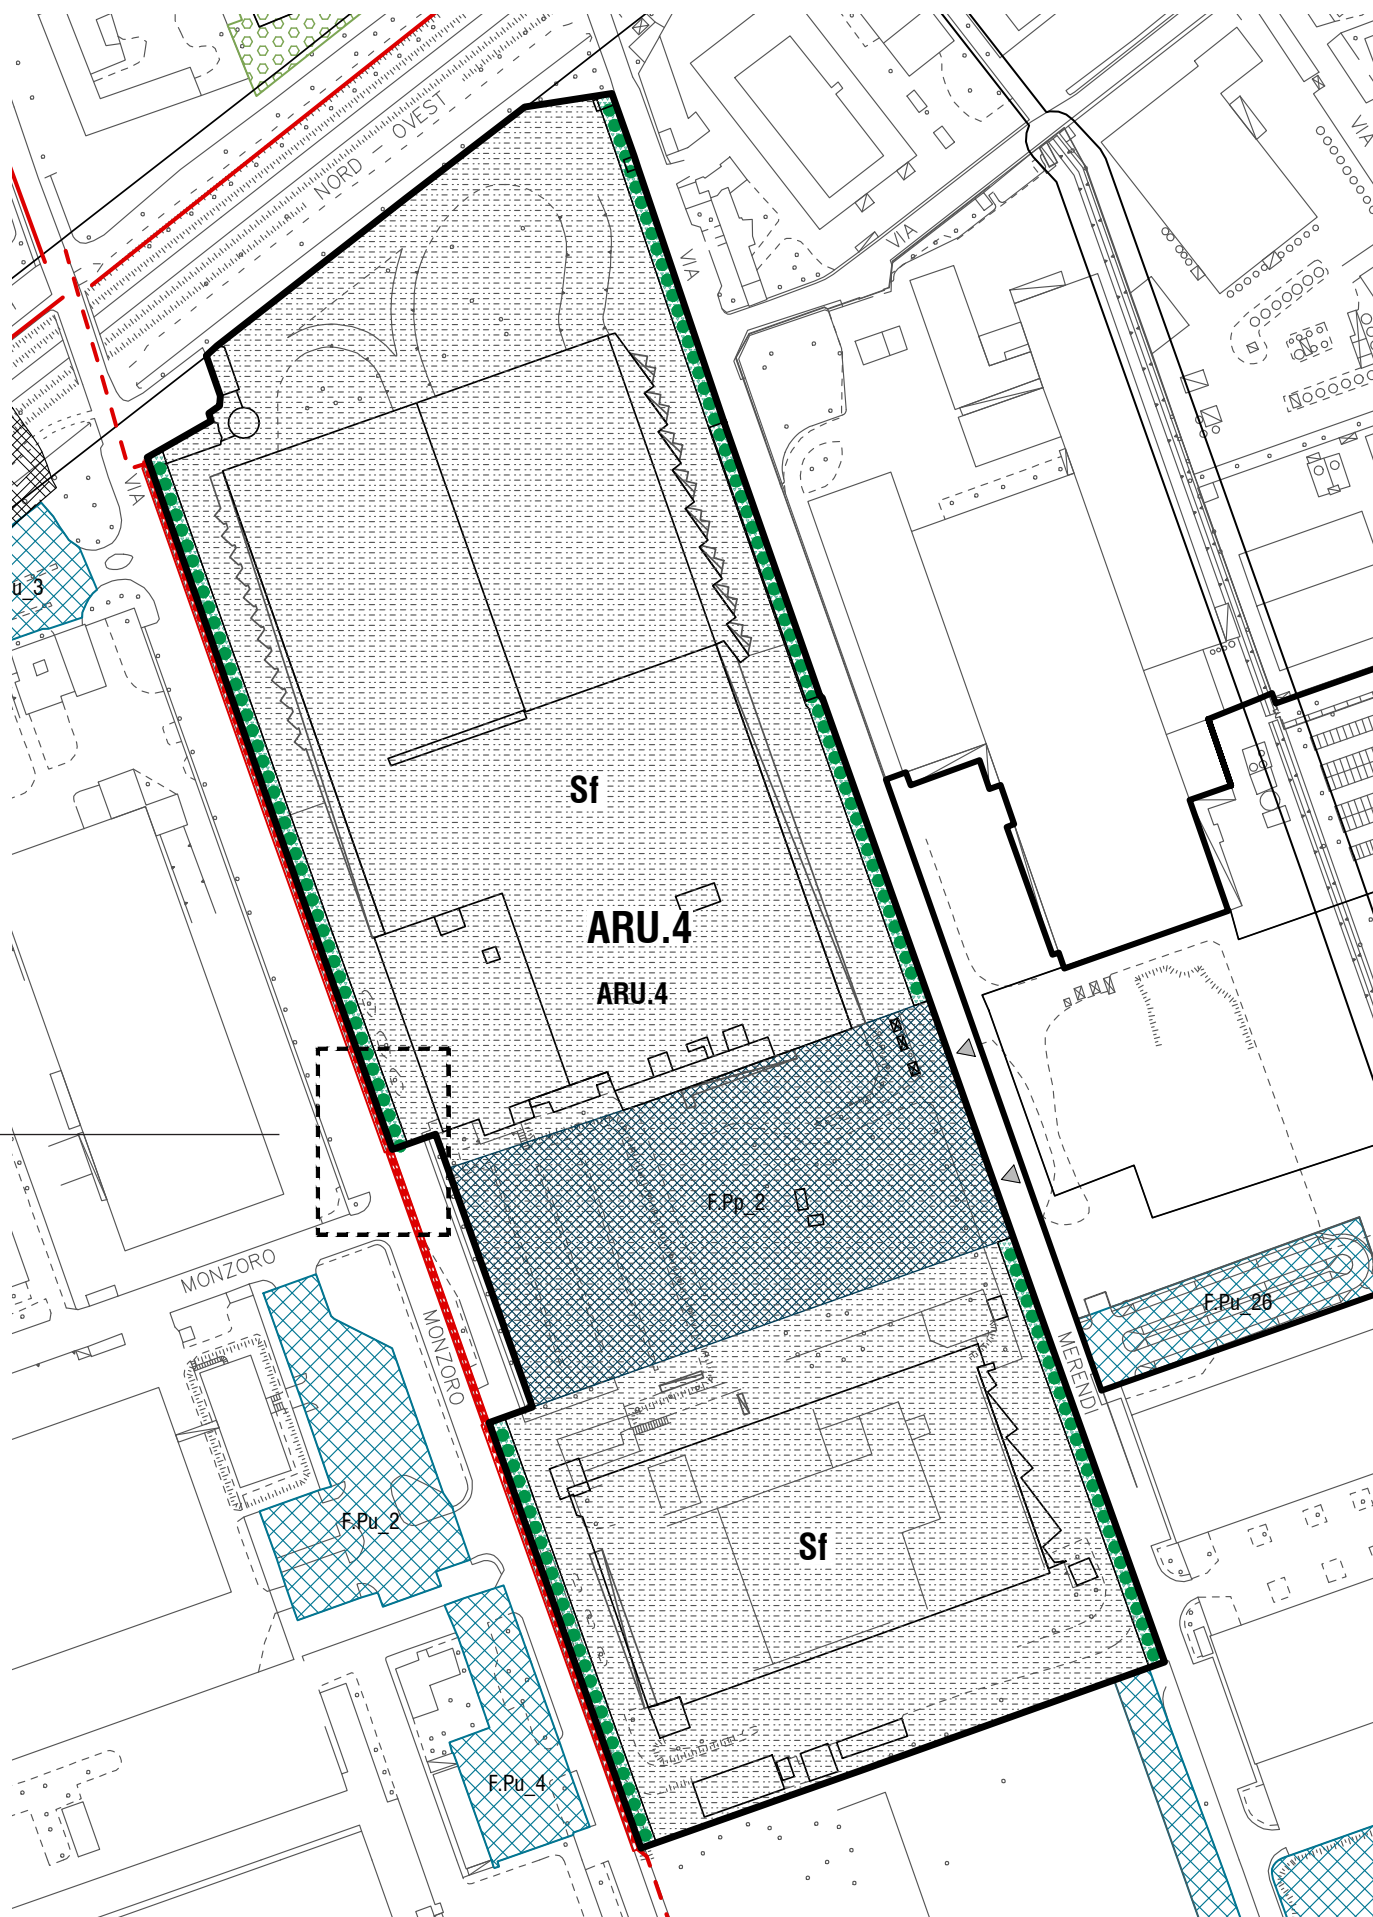 NORD OVEST
VIA
VIA
VIA
VIA
u_3
Sf
ARU.4
ARU.4
F.Pp_2
MONZORO
MONZORO
MERENDI
F.Pu_26
F.Pu_2
Sf
F.Pu_4